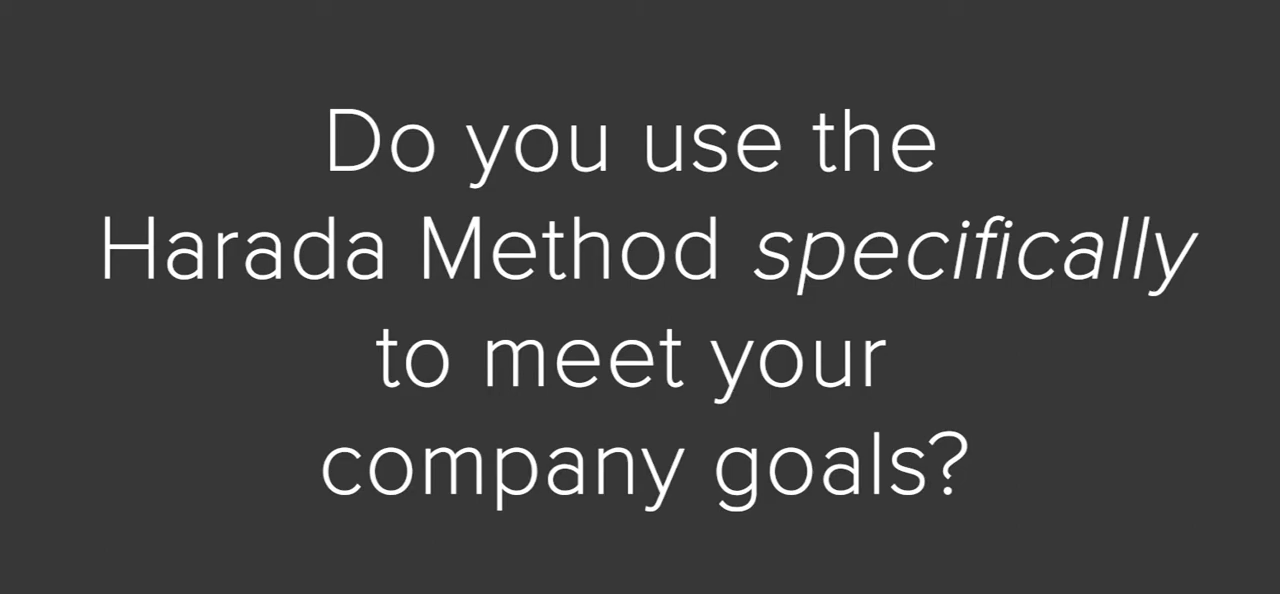 Do you use the
Harada Method specifically
to meet your
company goals?